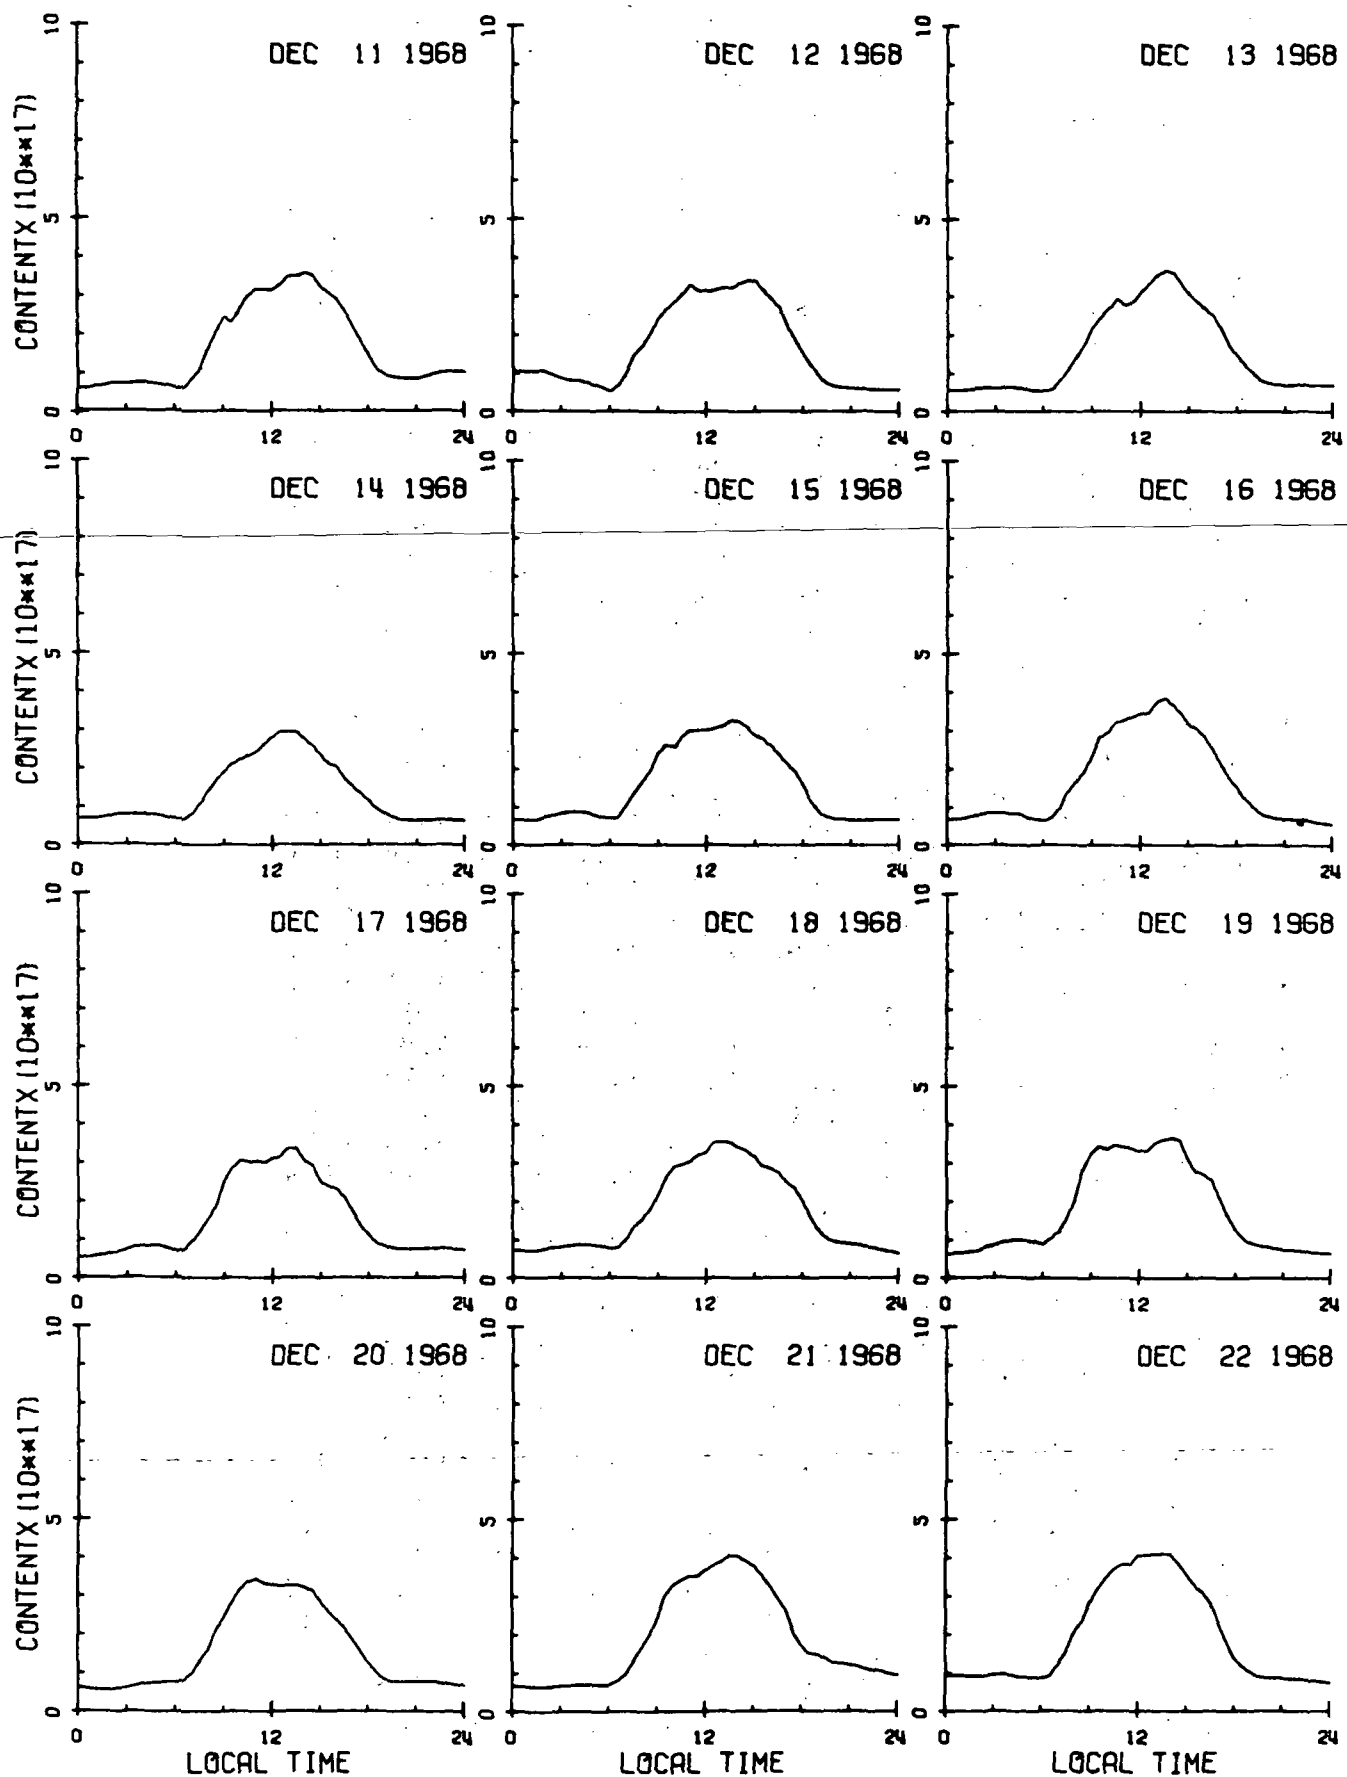 10 DEC 11 1968 10 DEC 12 1968 10 DEC 13 1968
CONTENTX (10**17)
5 5 5
0 0 0
0 12 24 0 12 24 0 12 24
10 DEC 14 1968 10 DEC 15 1968 10 DEC 16 1968
CONTENTX (10**17)
5 5 5
0 0 0
0 12 24 0 12 24 0 12 24
10 DEC 17 1968 10 DEC 18 1968 10 DEC 19 1968
CONTENTX (10**17)
5 5 5
0 0 0
0 12 24 0 12 24 0 12 24
10 DEC 20 1968 10 DEC 21 1968 10 DEC 22 1968
CONTENTX (10**17)
5 5 5
0 0 0
0 12 24 0 12 24 0 12 24
LOCAL TIME LOCAL TIME LOCAL TIME